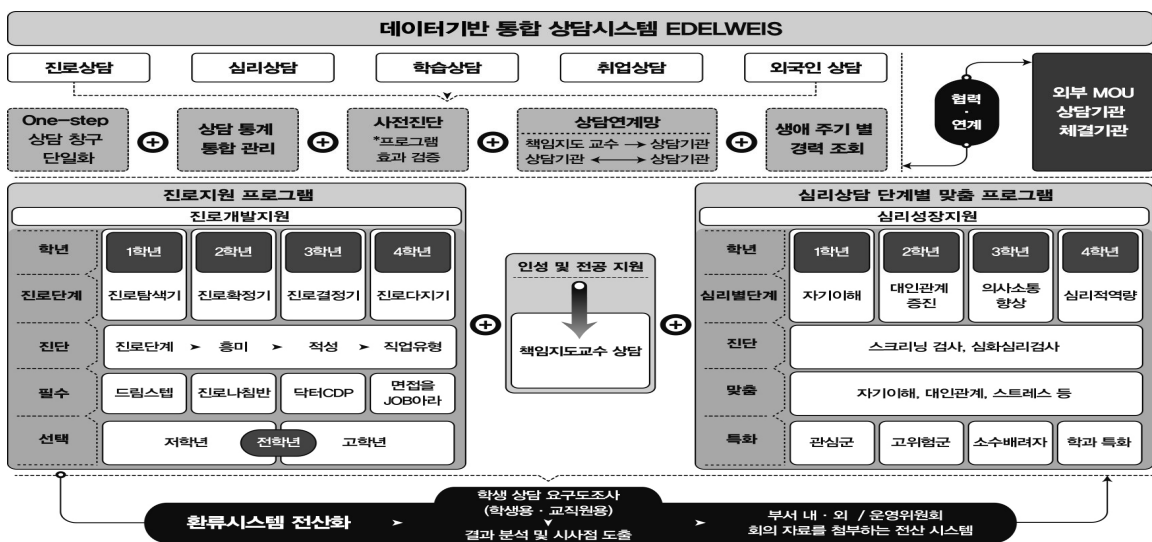 데이터기반 통합 상담시스템 EDELWEIS
진로상담
심리상담
학습상담
취업상담
외국인 상담
One-step
상담 창구
단일화
상담 통계
통합 관리
사전진단
*프로그램
효과 검증
상담연계망
책임지도 교수 → 상담기관
상담기관 ↔ 상담기관
생애 주기 별
경력 조회
협력
·
연계
외부 MOU
상담기관
체결기관
진로지원 프로그램
진로개발지원
학년
1학년
2학년
3학년
4학년
진로단계
진로탐색기
진로확정기
진로결정기
진로다지기
진단
진로단계 > 흥미 > 적성 > 직업유형
필수
드림스텝
진로나침반
닥터CDP
면접을
JOB아라
선택
저학년
전학년
고학년
인성 및 전공 지원
책임지도교수 상담
심리상담 단계별 맞춤 프로그램
심리성장지원
학년
1학년
2학년
3학년
4학년
심리별단계
자기이해
대인관계
증진
의사소통
향상
심리적역량
진단
스크리닝 검사, 심화심리검사
맞춤
자기이해, 대인관계, 스트레스 등
특화
관심군
고위험군
소수배려자
학과 특화
환류시스템 전산화
학생 상담 요구도조사
(학생용 · 교직원용)
결과 분석 및 시사점 도출
부서 내 · 외 / 운영위원회
회의 자료를 첨부하는 전산 시스템